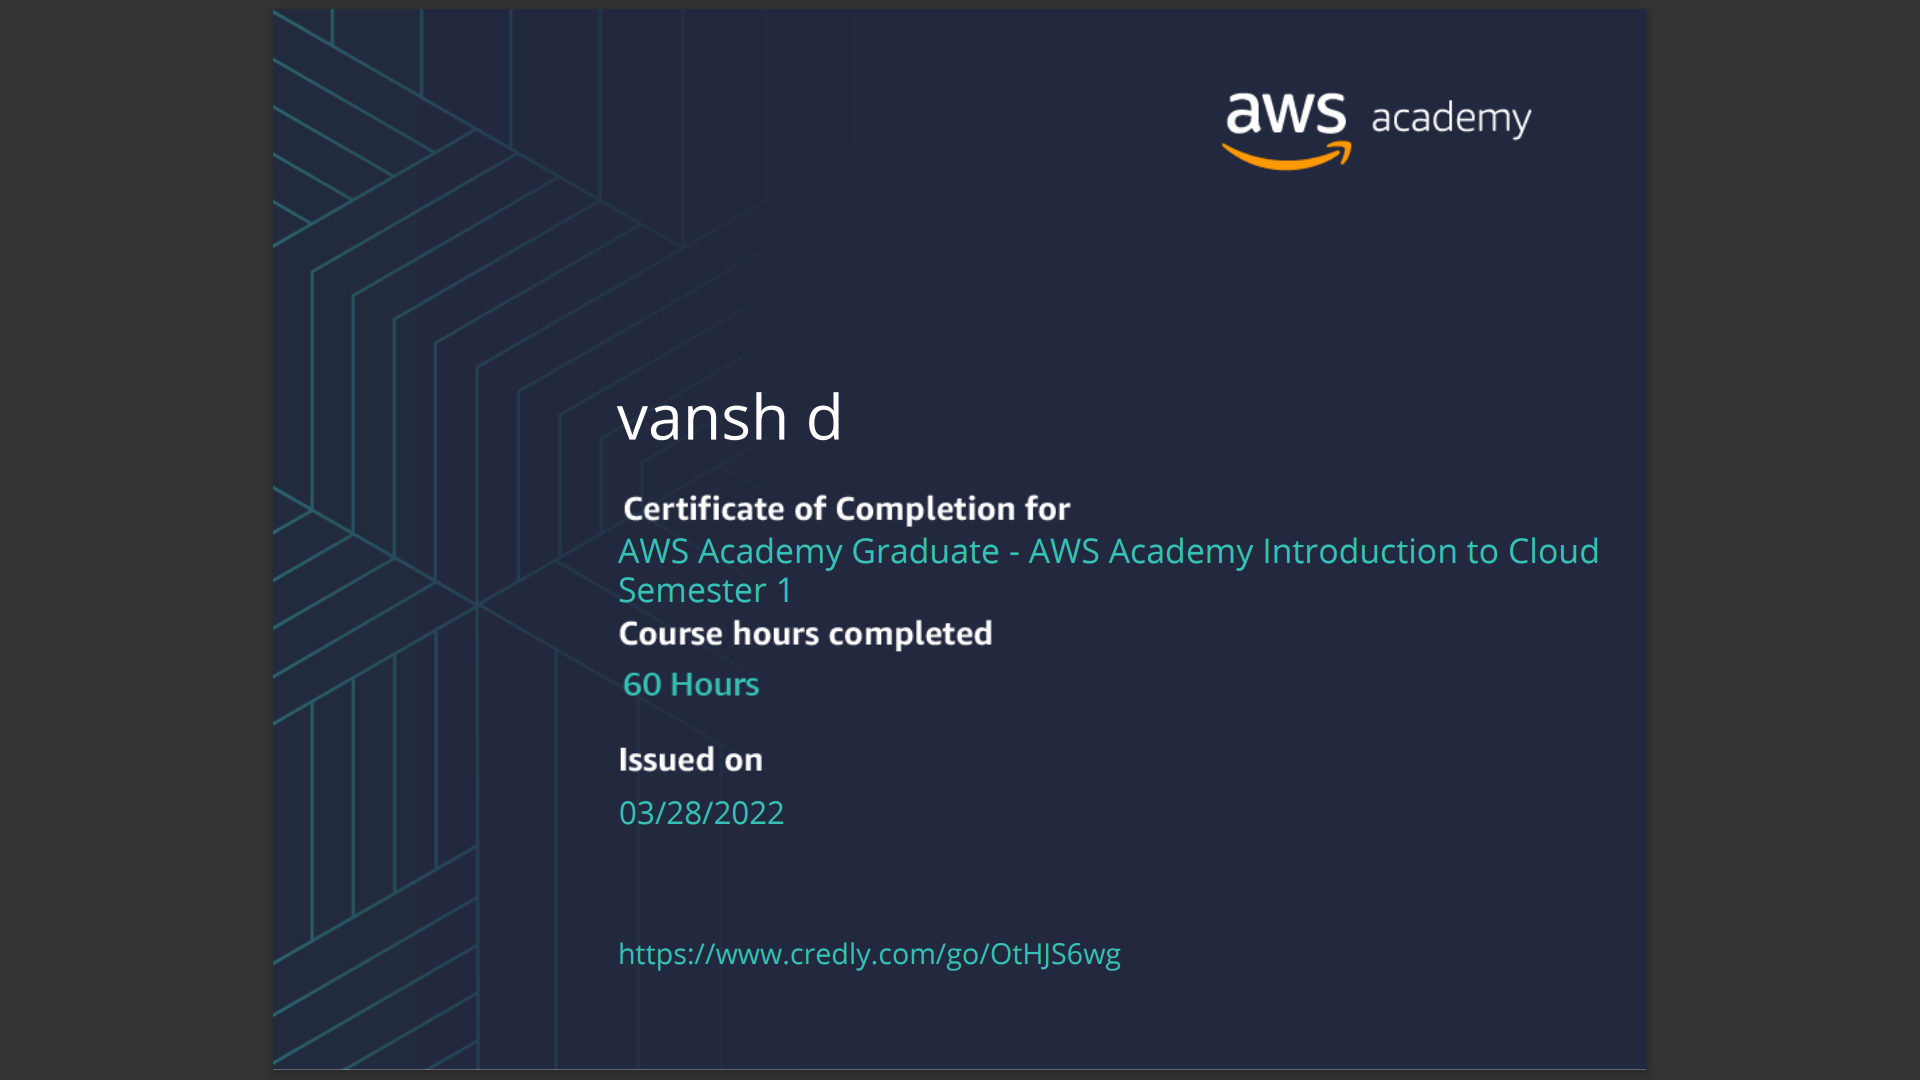 aws academy
vansh d
Certificate of Completion for
AWS Academy Graduate - AWS Academy Introduction to Cloud
Semester 1
Course hours completed
60 Hours
Issued on
03/28/2022
https://www.credly.com/go/OtHJS6wg